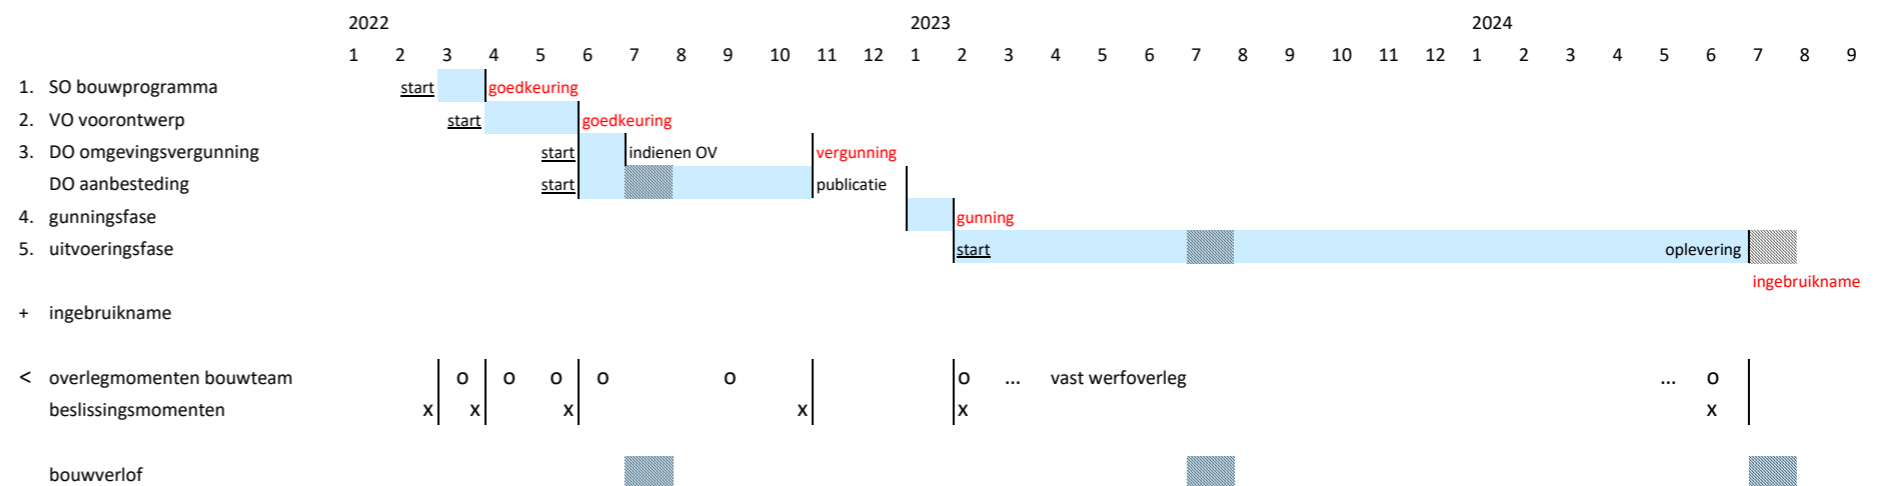 2022 2023 2024
1 2 3 4 5 6 7 8 9 10 11 12 1 2 3 4 5 6 7 8 9 10 11 12 1 2 3 4 5 6 7 8 9
1. SO bouwprogramma start goedkeuring
2. VO voorontwerp start goedkeuring
3. DO omgevingsvergunning start indienen OV vergunning
DO aanbesteding start publicatie
4. gunningsfase gunning
5. uitvoeringsfase start oplevering
ingebruikname
+ ingebruikname
< overlegmomenten bouwteam o o o o o o ... vast werfoverleg ... o
beslissingsmomenten x x x x x x
bouwverlof